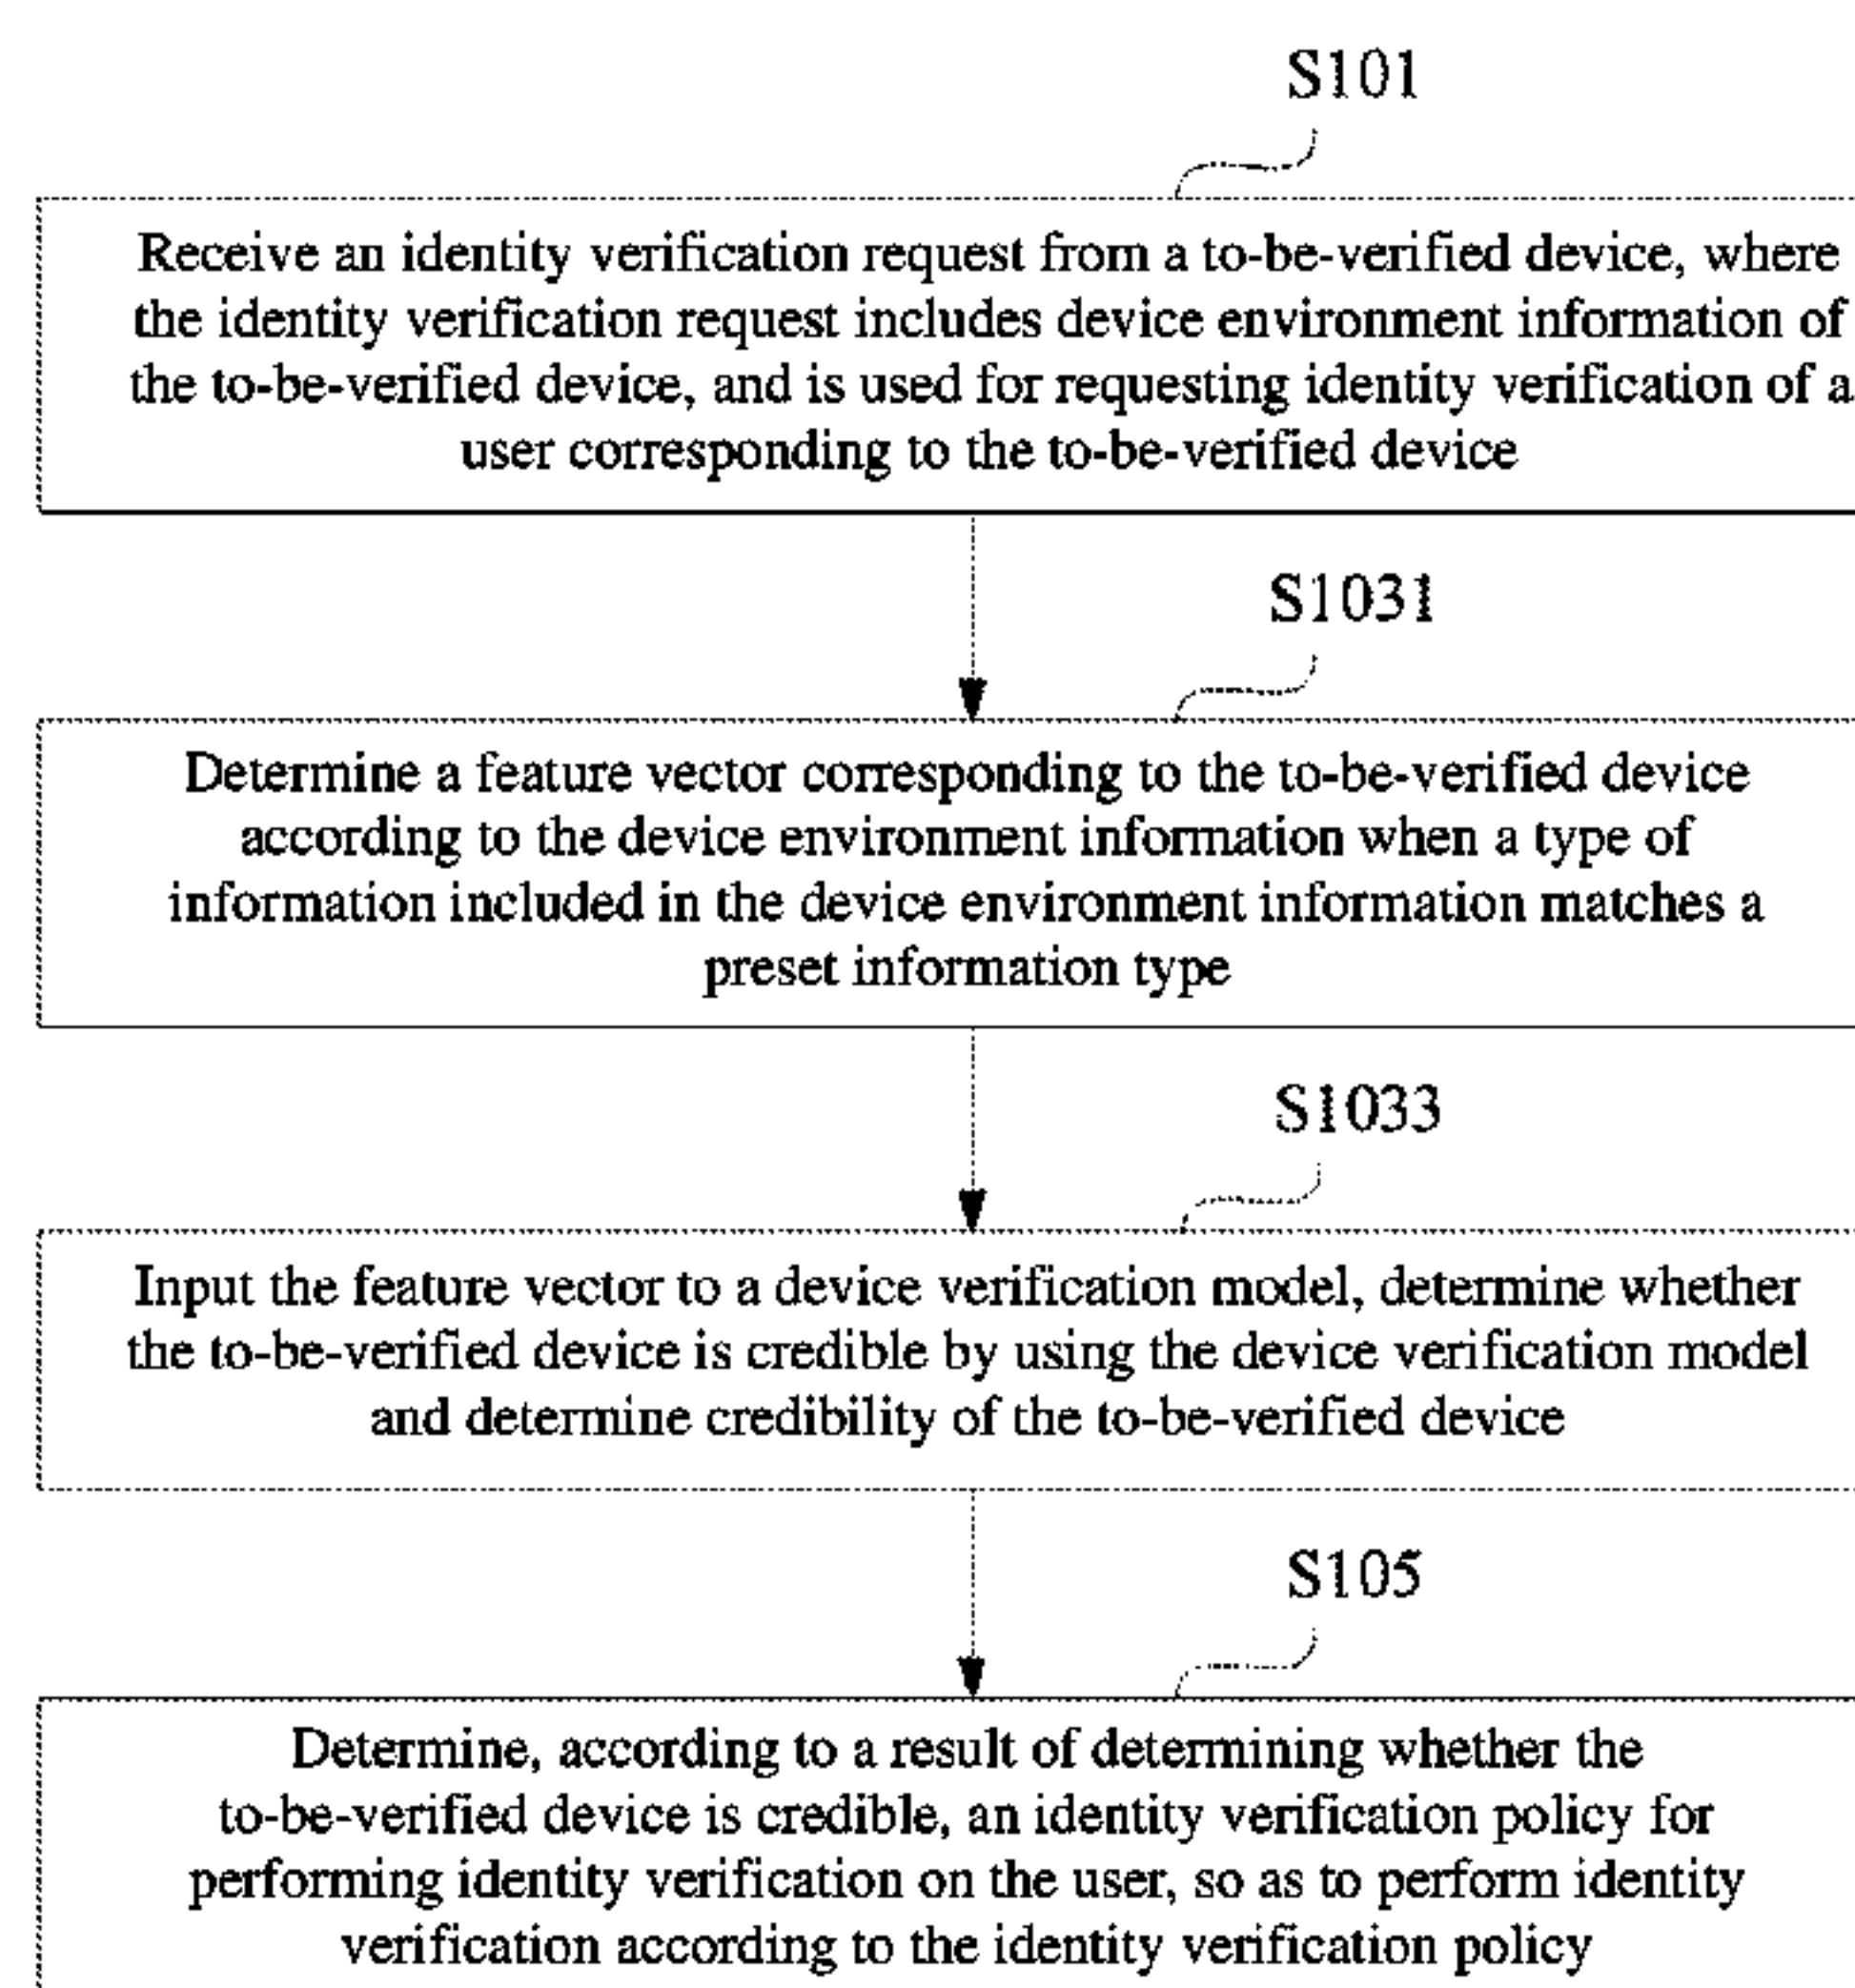 S101
Receive an identity verification request from a to-be-verified device, where
the identity verification request includes device environment information of
the to-be-verified device, and is used for requesting identity verification of a
user corresponding to the to-be-verified device
S1031
Determine a feature vector corresponding to the to-be-verified device
according to the device environment information when a type of
information included in the device environment information matches a
preset information type
S1033
Input the feature vector to a device verification model, determine whether
the to-be-verified device is credible by using the device verification model
and determine credibility of the to-be-verified device
S105
Determine, according to a result of determining whether the
to-be-verified device is credible, an identity verification policy for
performing identity verification on the user, so as to perform identity
verification according to the identity verification policy